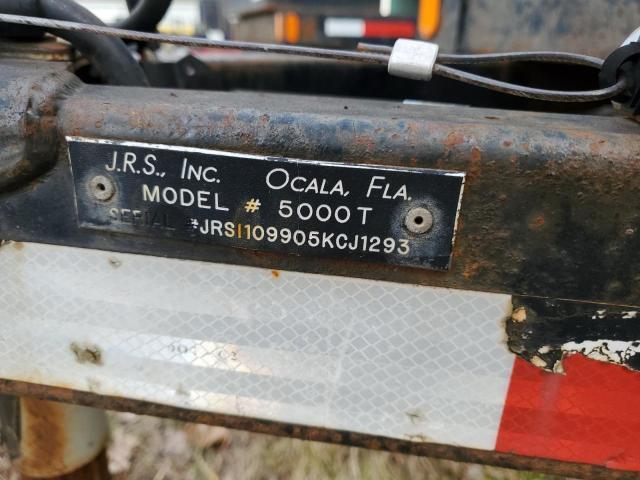 J.R.S., INC. OCALA, FLA.
MODEL # 5000T
SERIAL #JRS1109905KCJ1293